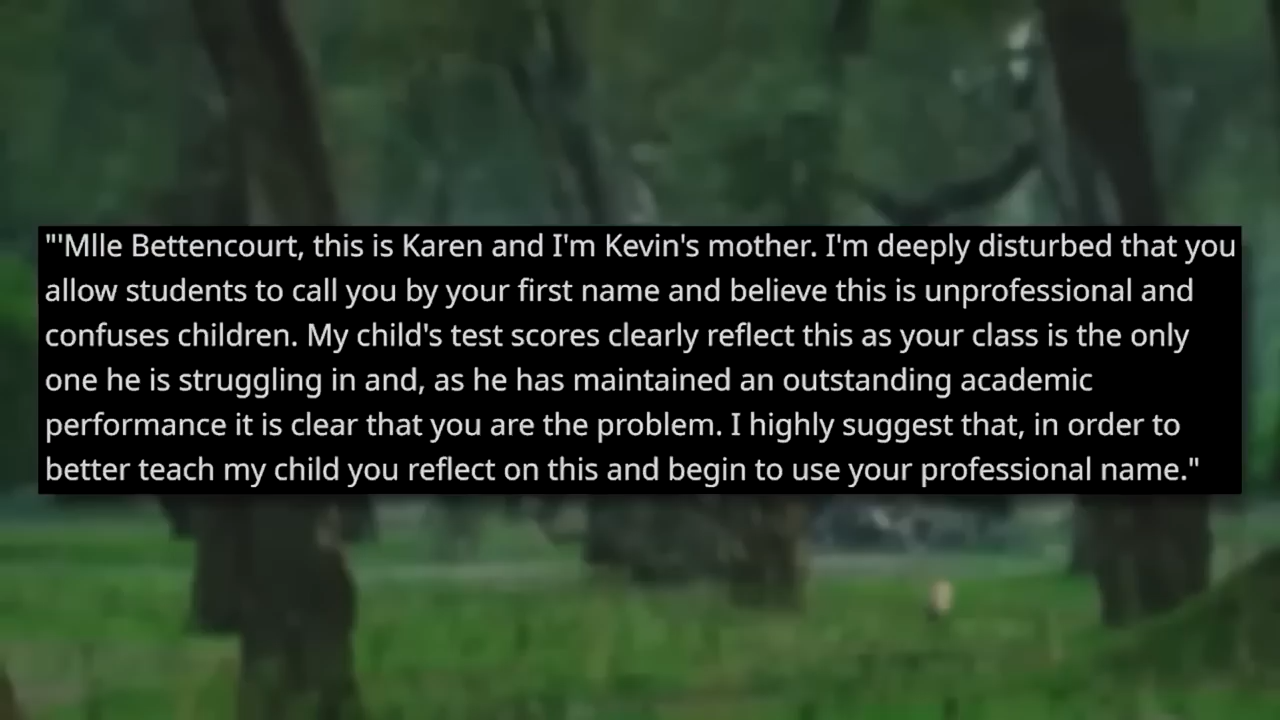 "'Mlle Bettencourt, this is Karen and I'm Kevin's mother. I'm deeply disturbed that you
allow students to call you by your first name and believe this is unprofessional and
confuses children. My child's test scores clearly reflect this as your class is the only
one he is struggling in and, as he has maintained an outstanding academic
performance it is clear that you are the problem. I highly suggest that, in order to
better teach my child you reflect on this and begin to use your professional name."